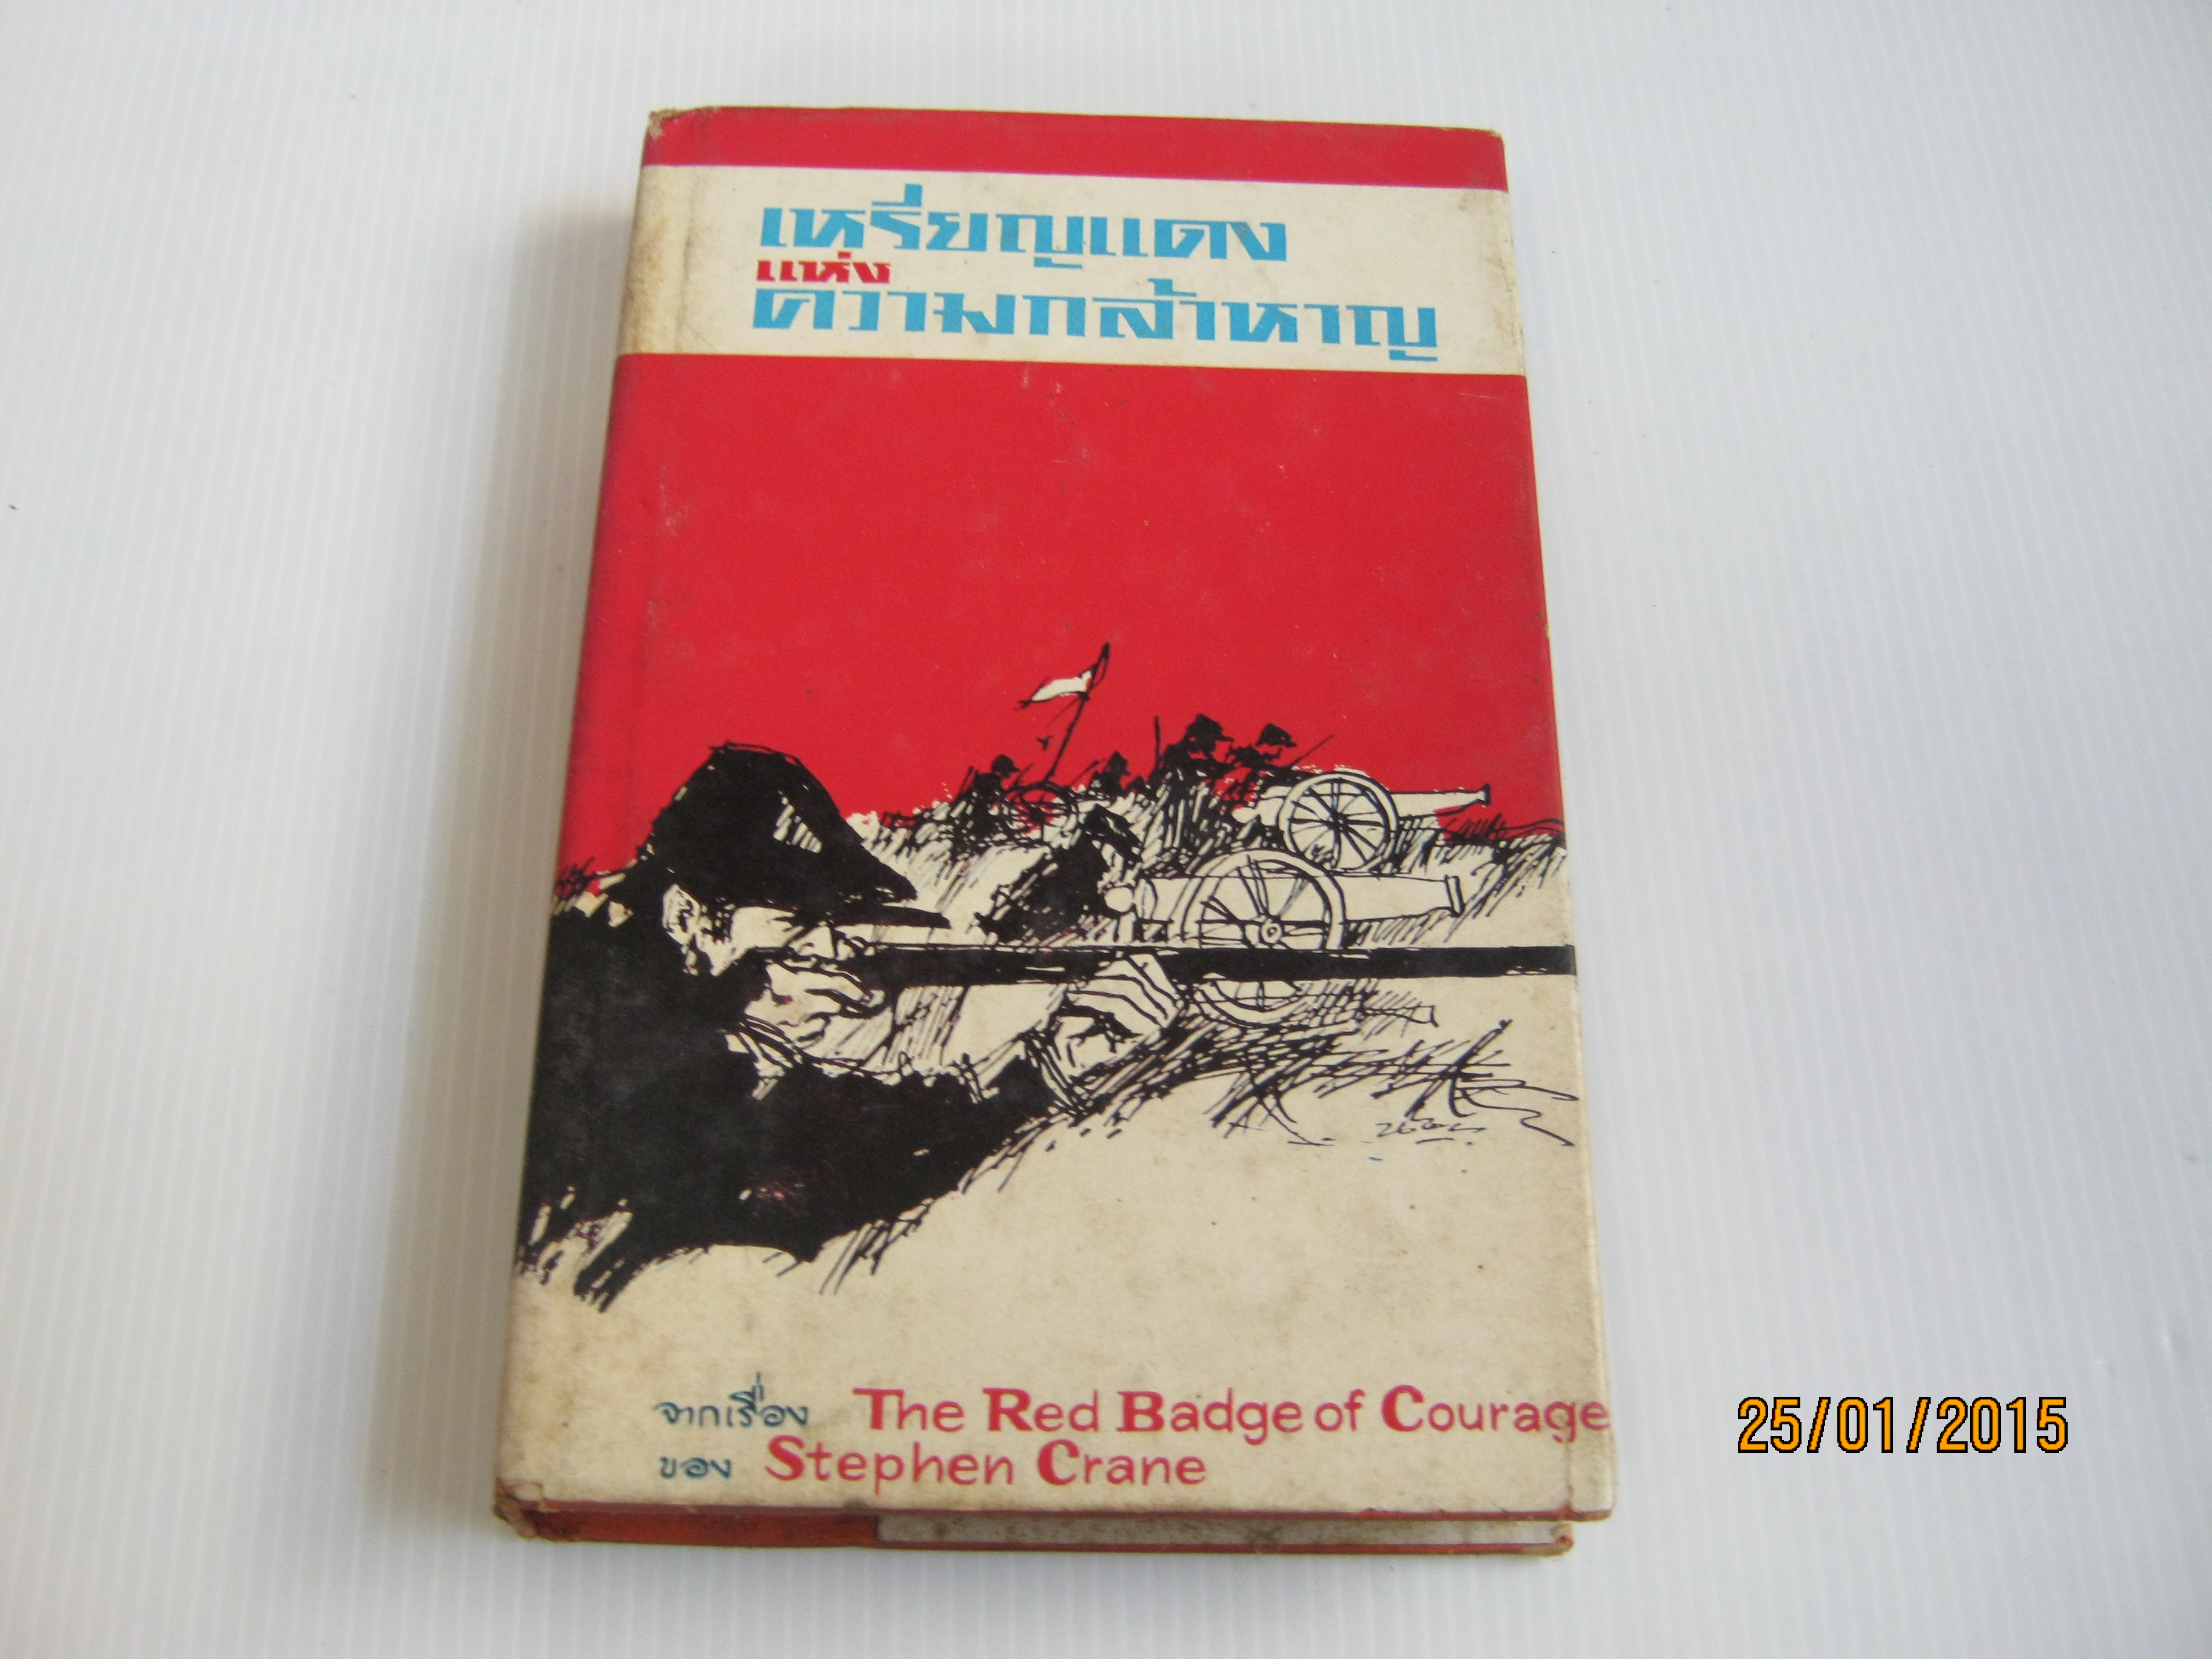 เหรียญแดง
แห่ง
ความกล้าหาญ
จากเรื่อง The Red Badge of Courage
ของ Stephen Crane
25/01/2015